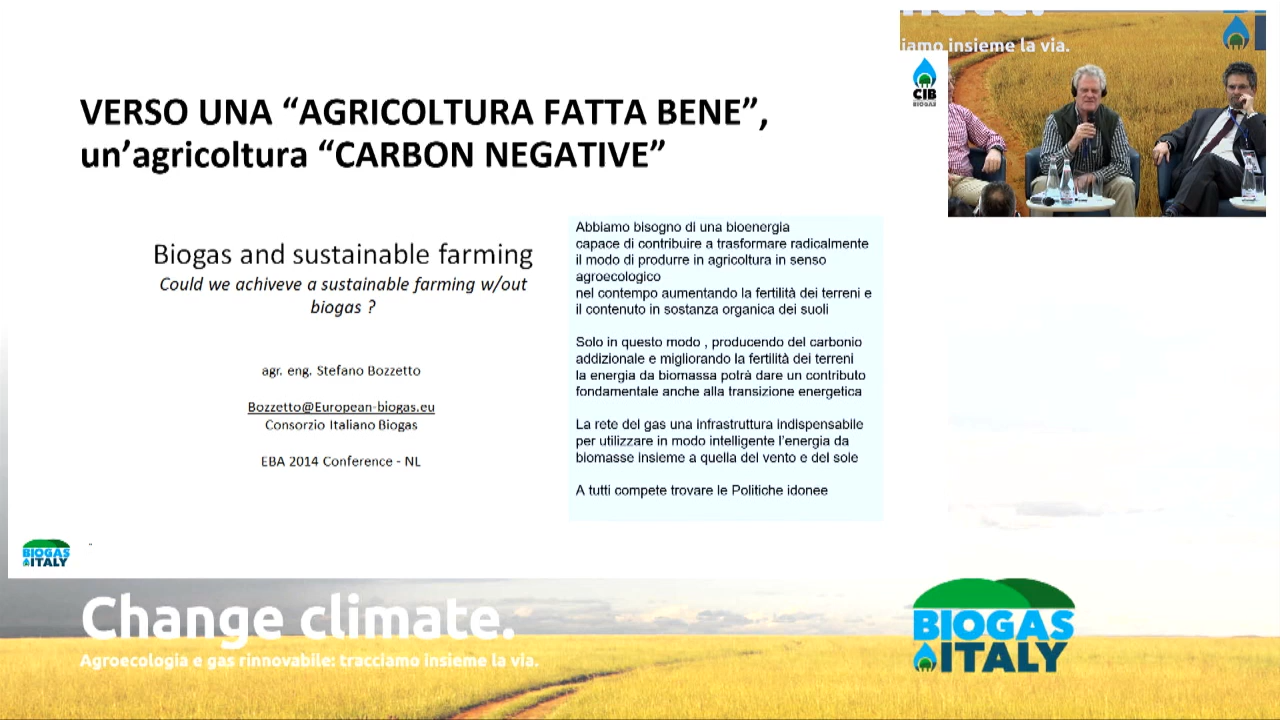 iamo insieme la via.
CIB
BIOGAS
VERSO UNA “AGRICOLTURA FATTA BENE”,
un’agricoltura “CARBON NEGATIVE”
Biogas and sustainable farming
Could we achiveve a sustainable farming w/out
biogas ?
agr. eng. Stefano Bozzetto
Bozzetto@European-biogas.eu
Consorzio Italiano Biogas
EBA 2014 Conference - NL
Abbiamo bisogno di una bioenergia
capace di contribuire a trasformare radicalmente
il modo di produrre in agricoltura in senso
agroecologico
nel contempo aumentando la fertilità dei terreni e
il contenuto in sostanza organica dei suoli
Solo in questo modo , producendo del carbonio
addizionale e migliorando la fertilità dei terreni
la energia da biomassa potrà dare un contributo
fondamentale anche alla transizione energetica
La rete del gas una infrastruttura indispensabile
per utilizzare in modo intelligente l’energia da
biomasse insieme a quella del vento e del sole
A tutti compete trovare le Politiche idonee
BIOGAS
ITALY
Change climate.
Agroecologia e gas rinnovabile: tracciamo insieme la via.
BIOGAS
ITALY